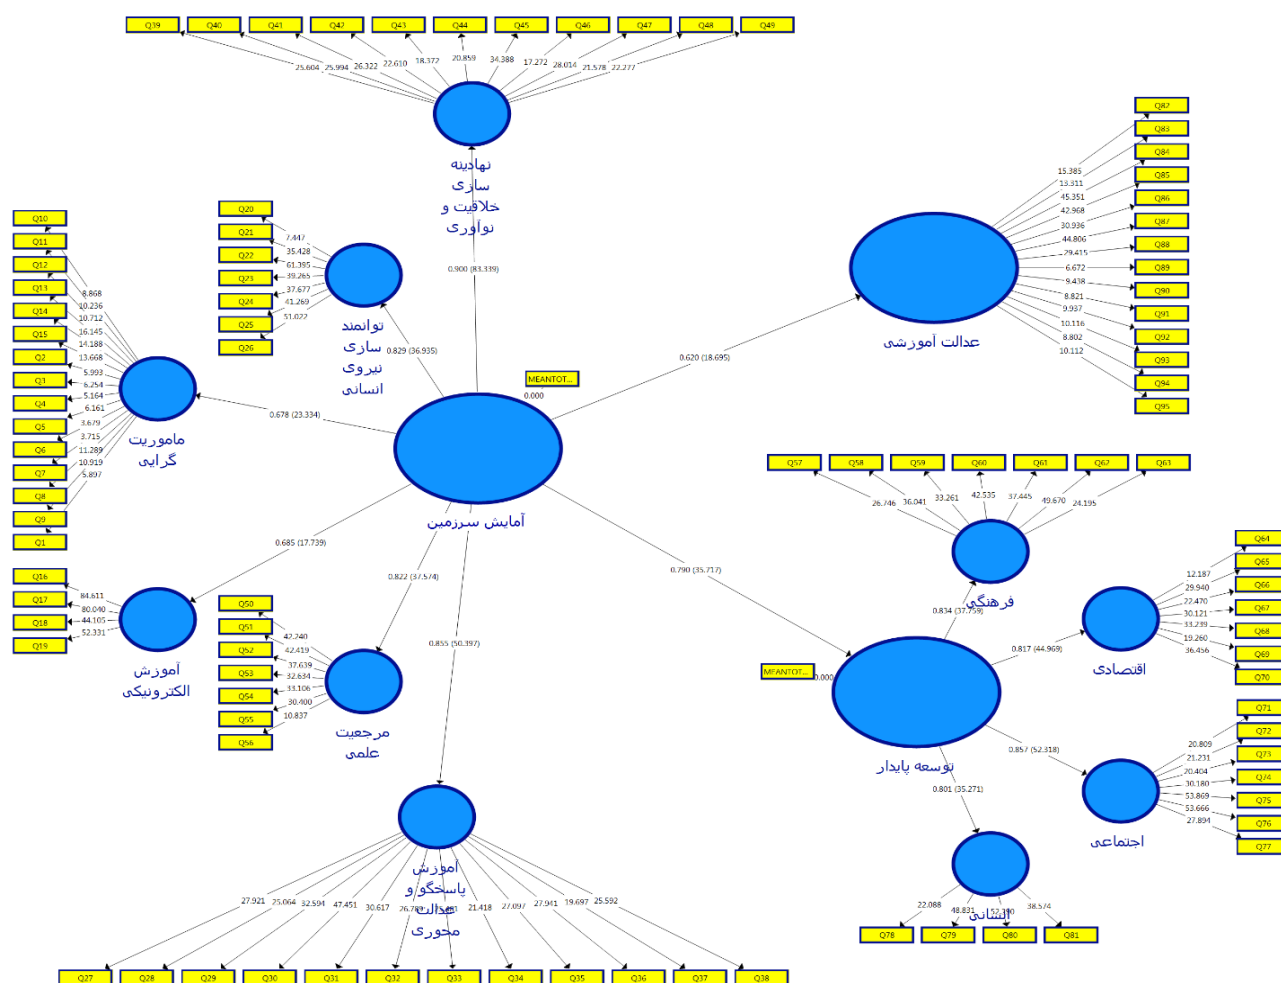 Q39 Q40 Q41 Q42 Q43 Q44 Q45 Q46 Q47 Q48 Q49
25.604 25.994 26.322 22.610 18.372 20.859 34.388 17.272 28.014 21.578 22.277
نهادینه
سازی
خلاقیت و
نوآوری
0.900 (83.339)
Q20
Q21
Q22
Q23
Q24
Q25
Q26
7.447
35.428
61.395
39.265
37.677
41.269
51.022
توانمند
سازی
نیروی
انسانی
0.829 (36.935)
Q10
Q11
Q12
Q13
Q14
Q15
Q2
Q3
Q4
Q5
Q6
Q7
Q8
Q9
Q1
8.868
10.236
10.712
16.145
14.188
13.668
5.993
6.254
5.164
6.161
3.679
3.715
11.289
10.919
5.897
ماموریت
گرایی
0.678 (23.334)
Q82
Q83
Q84
Q85
Q86
Q87
Q88
Q89
Q90
Q91
Q92
Q93
Q94
Q95
15.385
13.311
45.351
42.968
30.936
44.806
29.415
6.672
9.438
8.821
9.937
10.116
8.802
10.112
عدالت آموزشی
0.620 (18.695)
MEANTOT...
0.000
آمایش سرزمین
Q16
Q17
Q18
Q19
84.611
80.040
44.105
52.331
آموزش
الکترونیکی
0.685 (17.739)
Q50
Q51
Q52
Q53
Q54
Q55
Q56
42.240
42.419
37.639
32.634
33.106
30.400
10.837
مرجعیت
علمی
0.822 (37.574)
0.855 (50.397)
0.790 (35.717)
Q57 Q58 Q59 Q60 Q61 Q62 Q63
26.746 36.041 33.261 42.535 37.445 49.670 24.195
فرهنگی
0.834 (37.759)
Q64
Q65
Q66
Q67
Q68
Q69
Q70
12.187
29.940
22.470
30.121
33.239
19.260
36.456
اقتصادی
0.817 (44.969)
MEANTOT...
0.000
توسعه پایدار
Q71
Q72
Q73
Q74
Q75
Q76
Q77
20.809
21.231
20.404
30.180
53.869
53.666
27.894
اجتماعی
0.857 (52.318)
0.801 (35.271)
انسانی
22.088 48.831 38.574
Q78 Q79 Q80 Q81
آموزش
پاسخگو و
عدالت
محوری
27.921 25.064 32.594 47.451 30.617 26.789 21.418 27.097 27.941 19.697 25.592
Q27 Q28 Q29 Q30 Q31 Q32 Q33 Q34 Q35 Q36 Q37 Q38